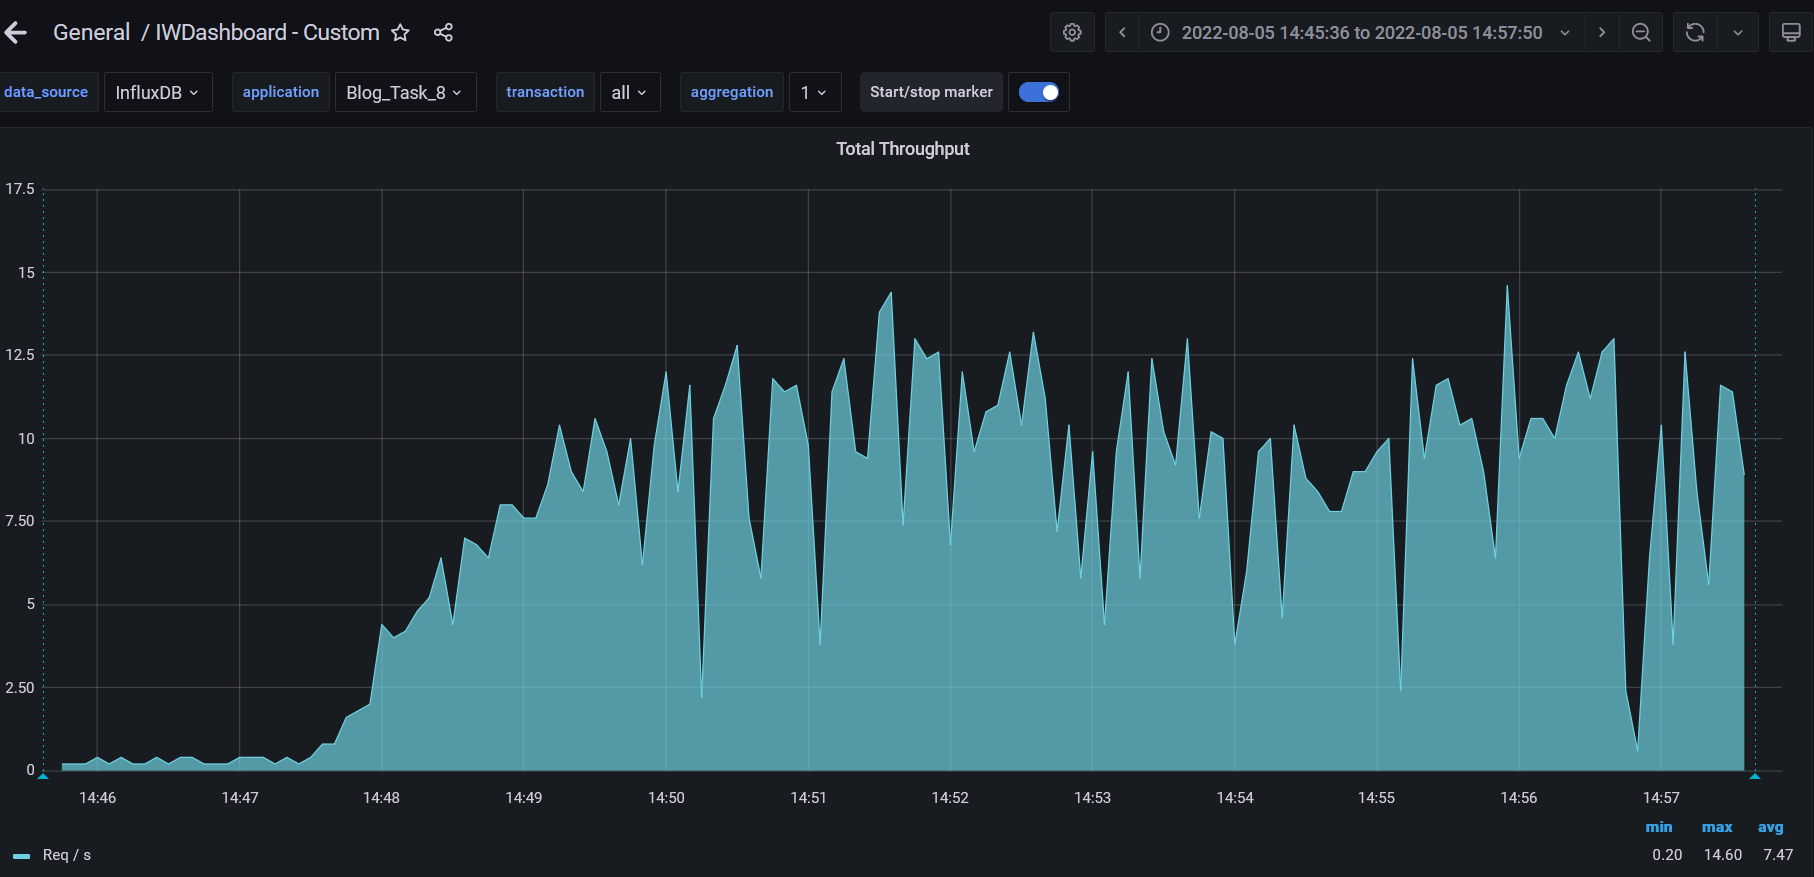 General / IWDashboard - Custom
2022-08-05 14:45:36 to 2022-08-05 14:57:50
data_source InfluxDB application Blog_Task_8 transaction all aggregation 1 Start/stop marker
Total Throughput
17.5
15
12.5
10
7.50
5
2.50
0
14:46 14:47 14:48 14:49 14:50 14:51 14:52 14:53 14:54 14:55 14:56 14:57
min max avg
Req / s 0.20 14.60 7.47